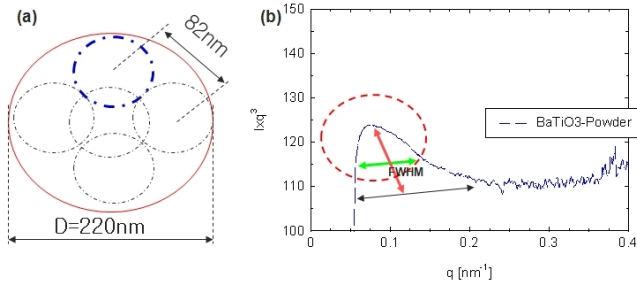 (a)
82nm
D=220nm
(b)
150
140
130
120
110
100
Ixq³
BaTiO3-Powder
FWHM
0
0.1
0.2
0.3
0.4
q [nm⁻¹]